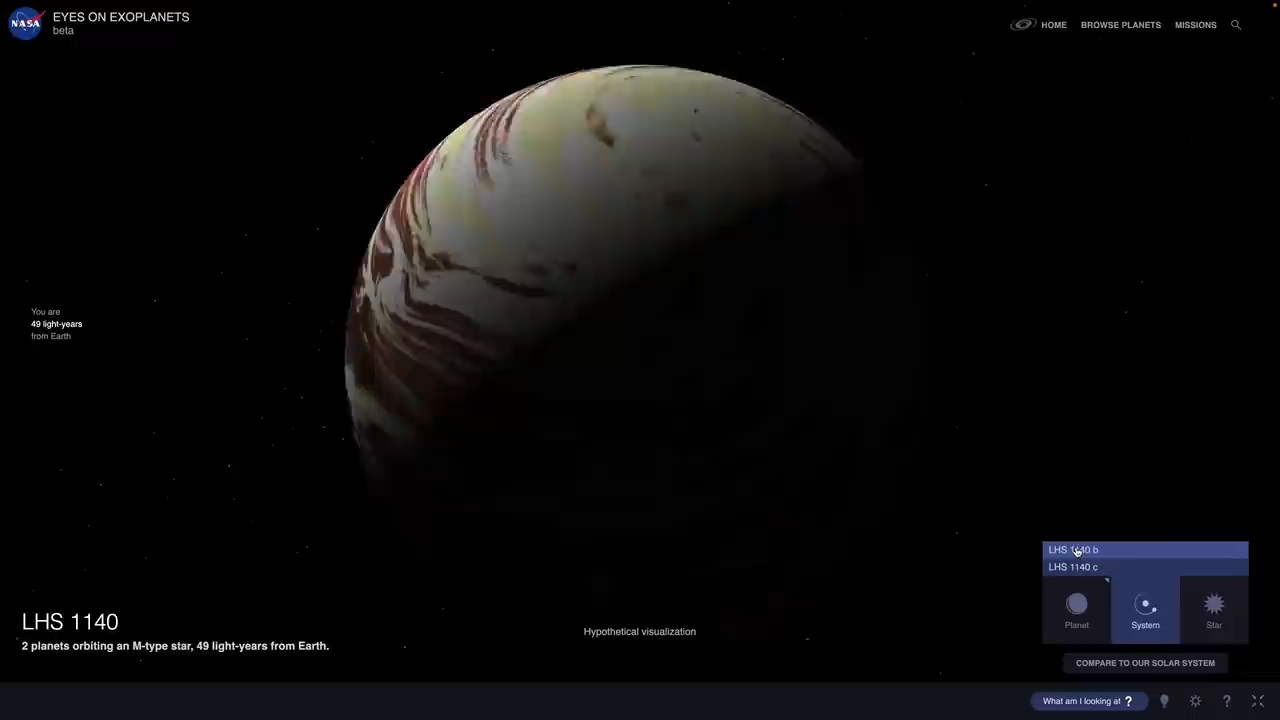 NASA
EYES ON EXOPLANETS
beta
HOME
BROWSE PLANETS
MISSIONS
You are
49 light-years
from Earth
LHS 1140 b
LHS 1140 c
Planet
System
Star
LHS 1140
2 planets orbiting an M-type star, 49 light-years from Earth.
Hypothetical visualization
COMPARE TO OUR SOLAR SYSTEM
What am I looking at ?
?